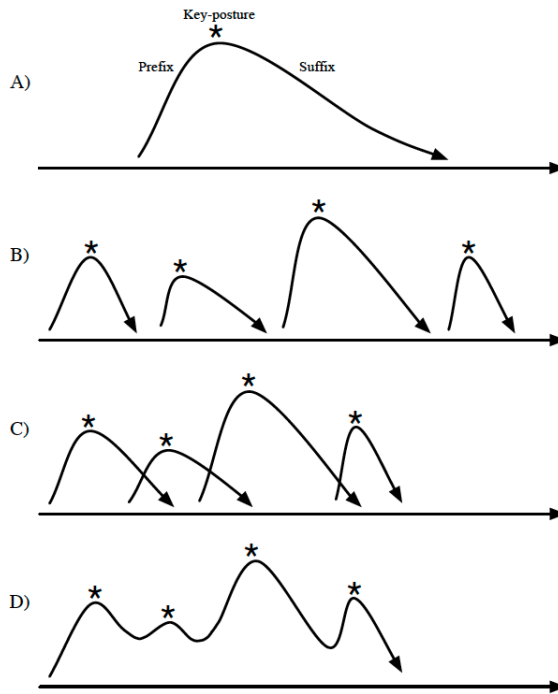 Key-posture
*
Prefix
Suffix
A)
B)
* * * *
C)
* * * *
D)
* * * *